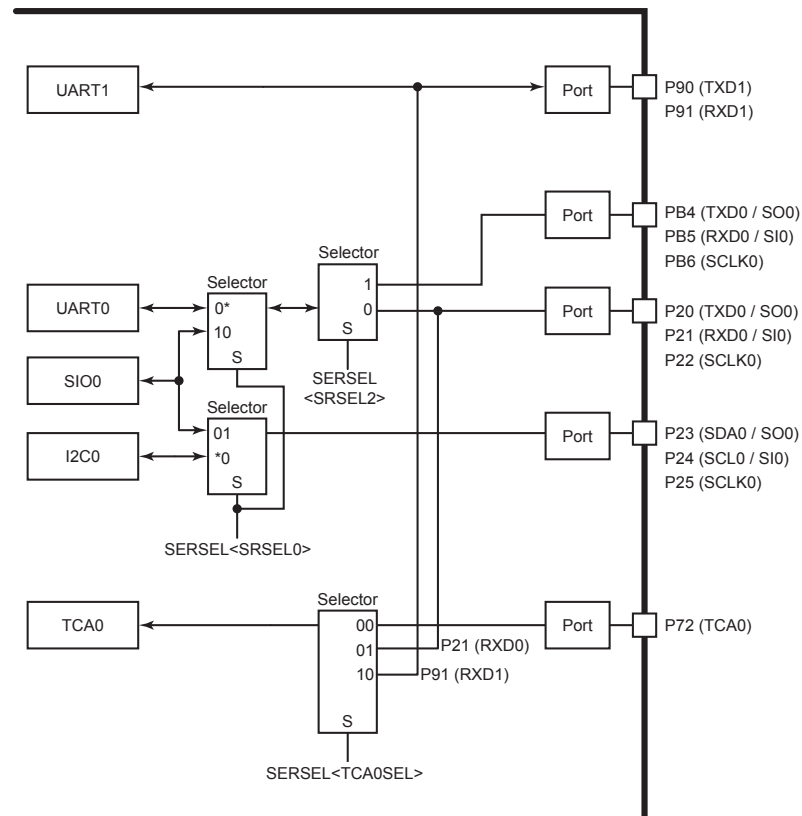 UART1
Port
P90 (TXD1)
P91 (RXD1)
Port
PB4 (TXD0 / SO0)
PB5 (RXD0 / SI0)
PB6 (SCLK0)
Selector
1
0
S
SERSEL
<SRSEL2>
Selector
0*
10
S
UART0
Port
P20 (TXD0 / SO0)
P21 (RXD0 / SI0)
P22 (SCLK0)
SIO0
Selector
01
*0
S
I2C0
Port
P23 (SDA0 / SO0)
P24 (SCL0 / SI0)
P25 (SCLK0)
SERSEL<SRSEL0>
Selector
TCA0
00
01
10
S
P21 (RXD0)
P91 (RXD1)
Port
P72 (TCA0)
SERSEL<TCA0SEL>